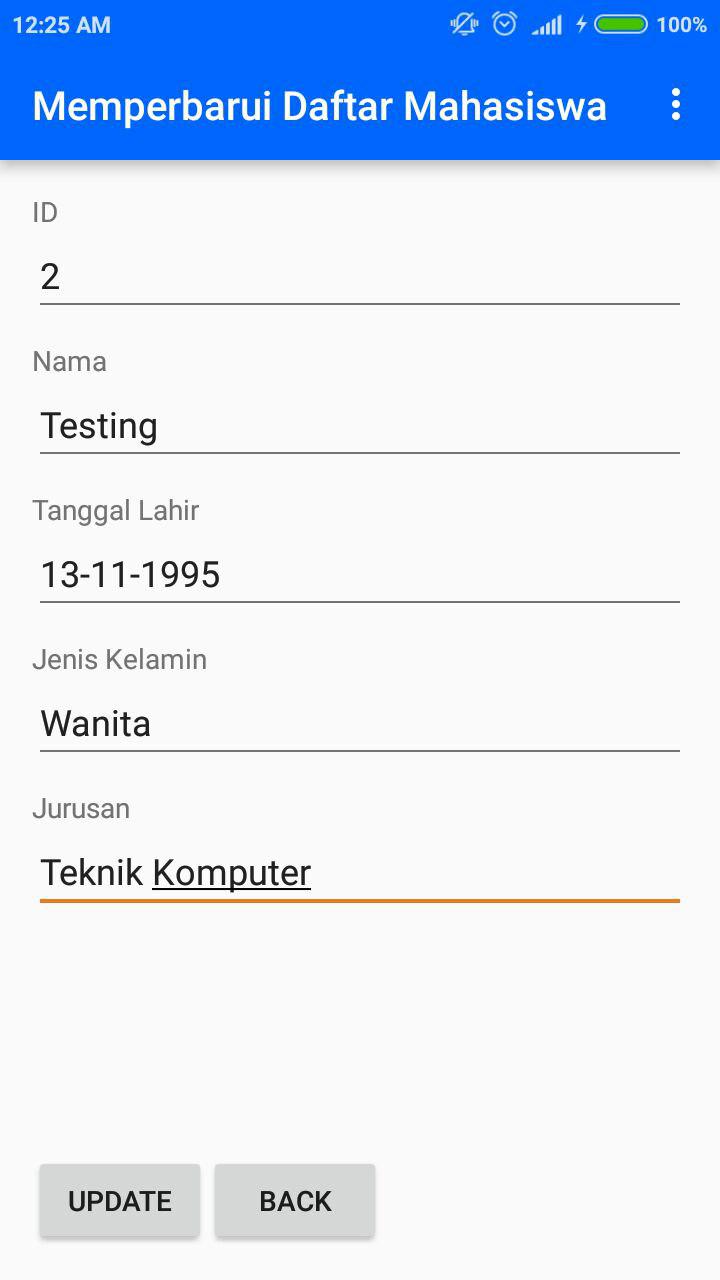 12:25 AM 100%
Memperbarui Daftar Mahasiswa
ID
2
Nama
Testing
Tanggal Lahir
13-11-1995
Jenis Kelamin
Wanita
Jurusan
Teknik Komputer
UPDATE BACK